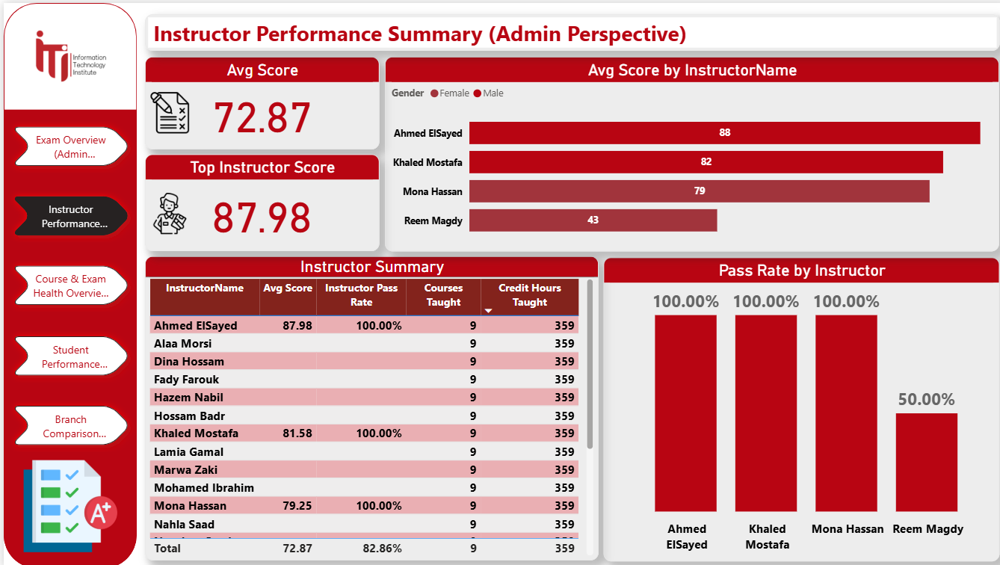 iTi
Information
Technology
Institute
Exam Overview
(Admin...
Instructor
Performance...
Course & Exam
Health Overvie...
Student
Performance...
Branch
Comparison...
A+
Instructor Performance Summary (Admin Perspective)
Avg Score
72.87
Top Instructor Score
87.98
Avg Score by InstructorName
Gender Female Male
Ahmed ElSayed 88
Khaled Mostafa 82
Mona Hassan 79
Reem Magdy 43
Instructor Summary
InstructorName Avg Score Instructor Pass Rate Courses Taught Credit Hours Taught
Ahmed ElSayed 87.98 100.00% 9 359
Alaa Morsi 9 359
Dina Hossam 9 359
Fady Farouk 9 359
Hazem Nabil 9 359
Hossam Badr 9 359
Khaled Mostafa 81.58 100.00% 9 359
Lamia Gamal 9 359
Marwa Zaki 9 359
Mohamed Ibrahim 9 359
Mona Hassan 79.25 100.00% 9 359
Nahla Saad 9 359
Total 72.87 82.86% 9 359
Pass Rate by Instructor
100.00% 100.00% 100.00%
50.00%
Ahmed ElSayed
Khaled Mostafa
Mona Hassan
Reem Magdy